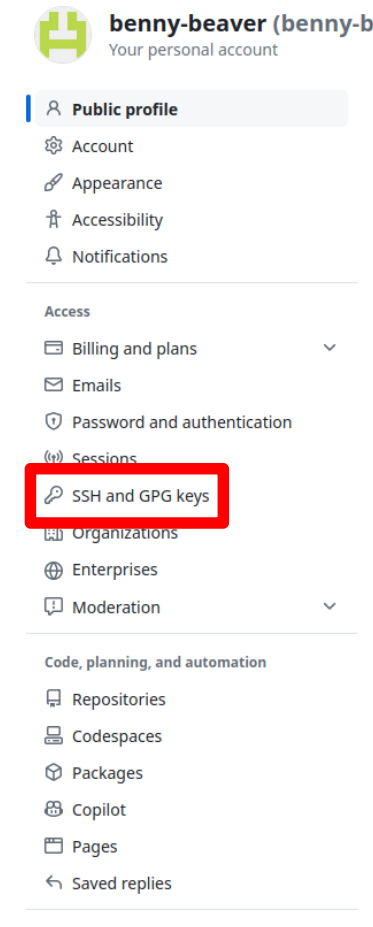 benny-beaver (benny-b
Your personal account
Public profile
Account
Appearance
Accessibility
Notifications
Access
Billing and plans
Emails
Password and authentication
Sessions
SSH and GPG keys
Organizations
Enterprises
Moderation
Code, planning, and automation
Repositories
Codespaces
Packages
Copilot
Pages
Saved replies